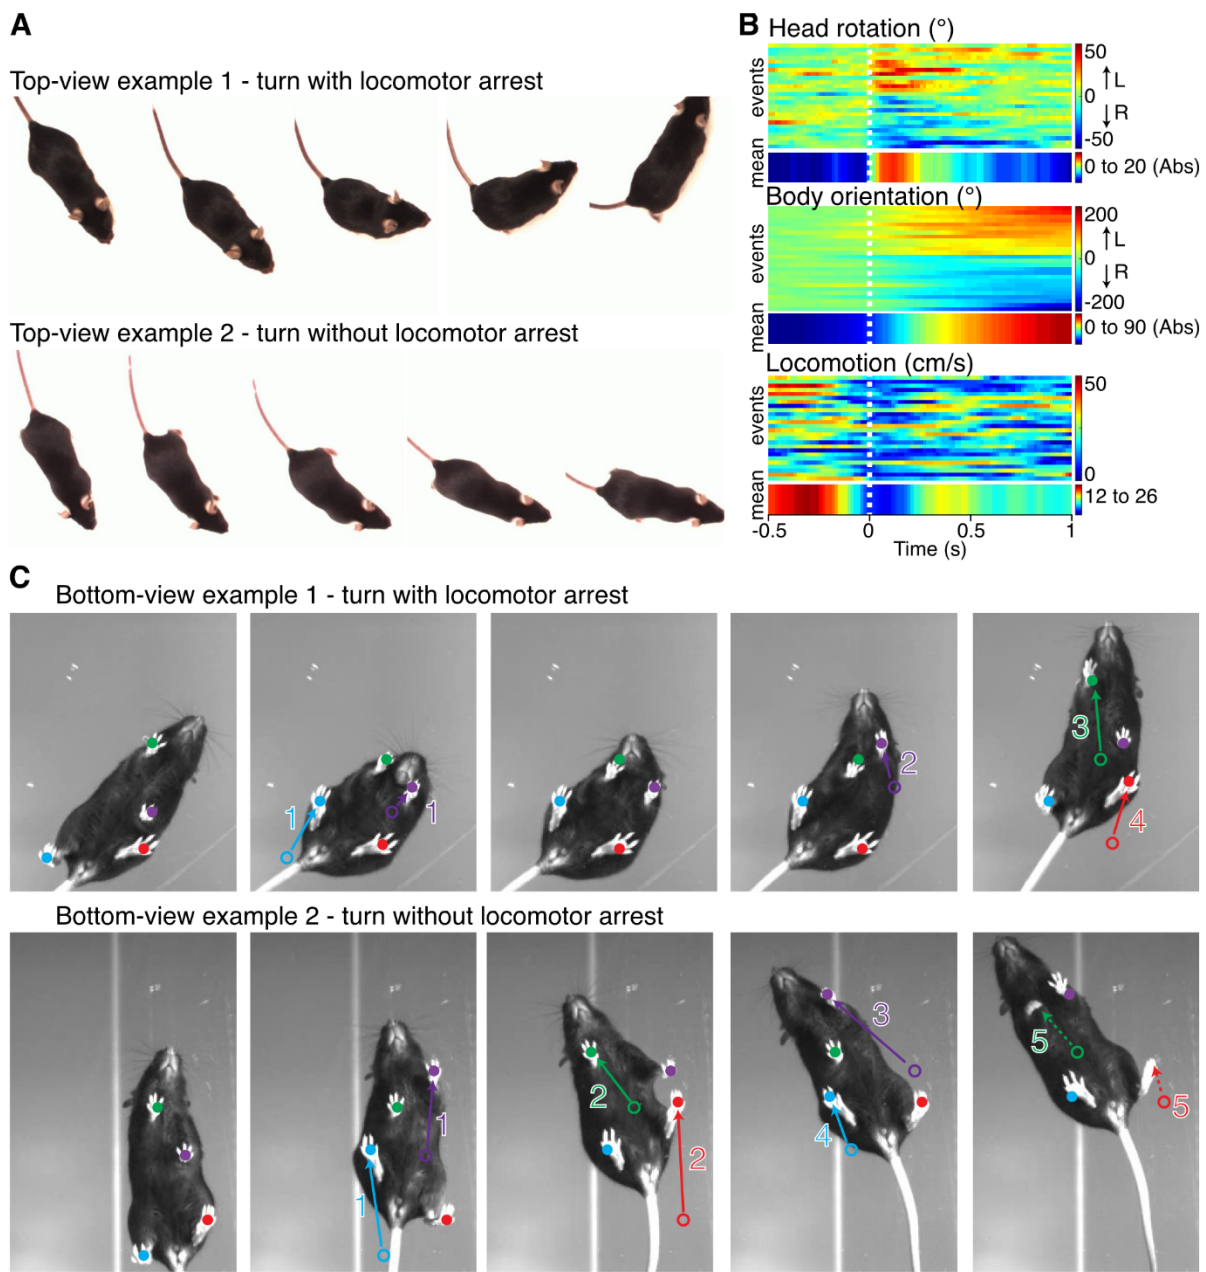 A
Top-view example 1 - turn with locomotor arrest
Top-view example 2 - turn without locomotor arrest
B
Head rotation (°)
events
50
L
0
R
-50
mean
0 to 20 (Abs)
Body orientation (°)
events
200
L
0
R
-200
mean
0 to 90 (Abs)
Locomotion (cm/s)
events
50
0
mean
12 to 26
-0.5 0 0.5 1
Time (s)
C
Bottom-view example 1 - turn with locomotor arrest
1 1 2 3 4
Bottom-view example 2 - turn without locomotor arrest
1 1 2 2 3 4 5 5